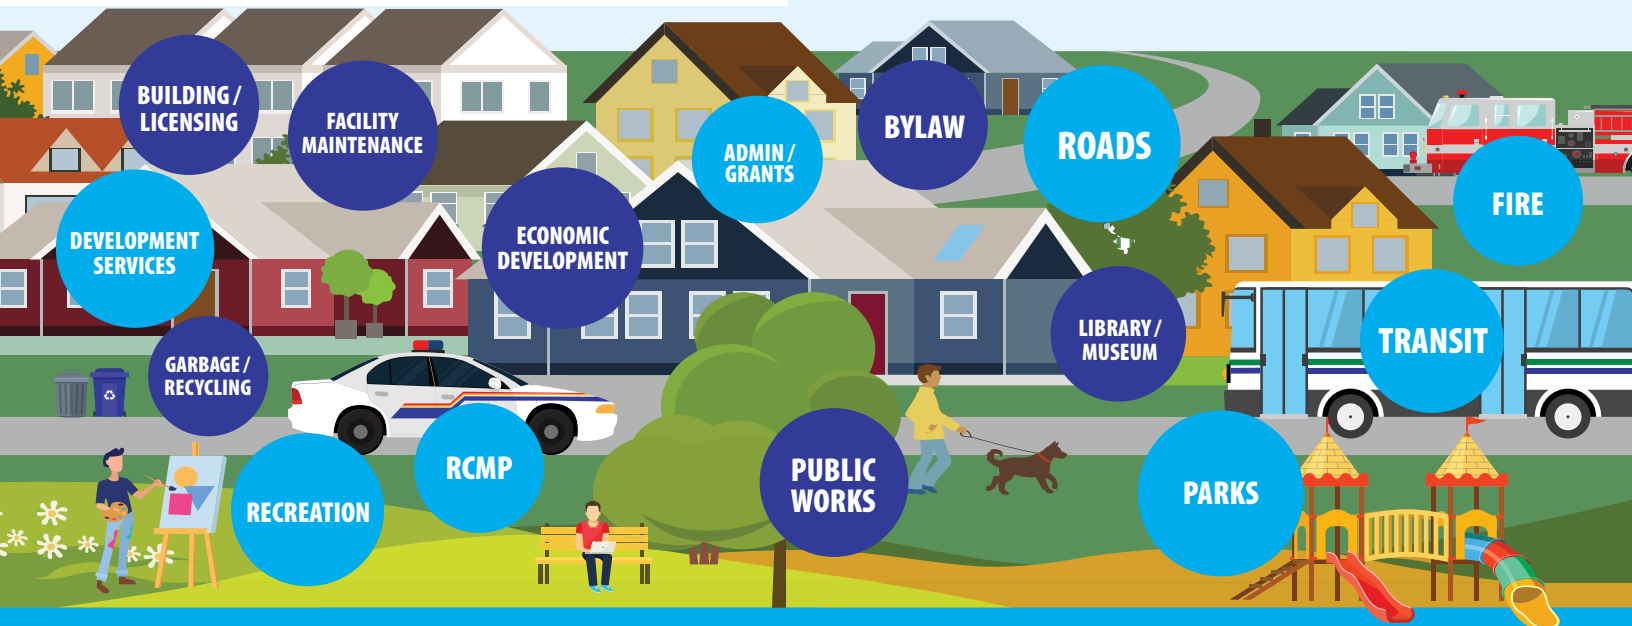 BUILDING /
LICENSING
FACILITY
MAINTENANCE
ADMIN /
GRANTS
BYLAW
ROADS
FIRE
DEVELOPMENT
SERVICES
ECONOMIC
DEVELOPMENT
LIBRARY /
MUSEUM
TRANSIT
GARBAGE /
RECYCLING
RECREATION
RCMP
PUBLIC
WORKS
PARKS